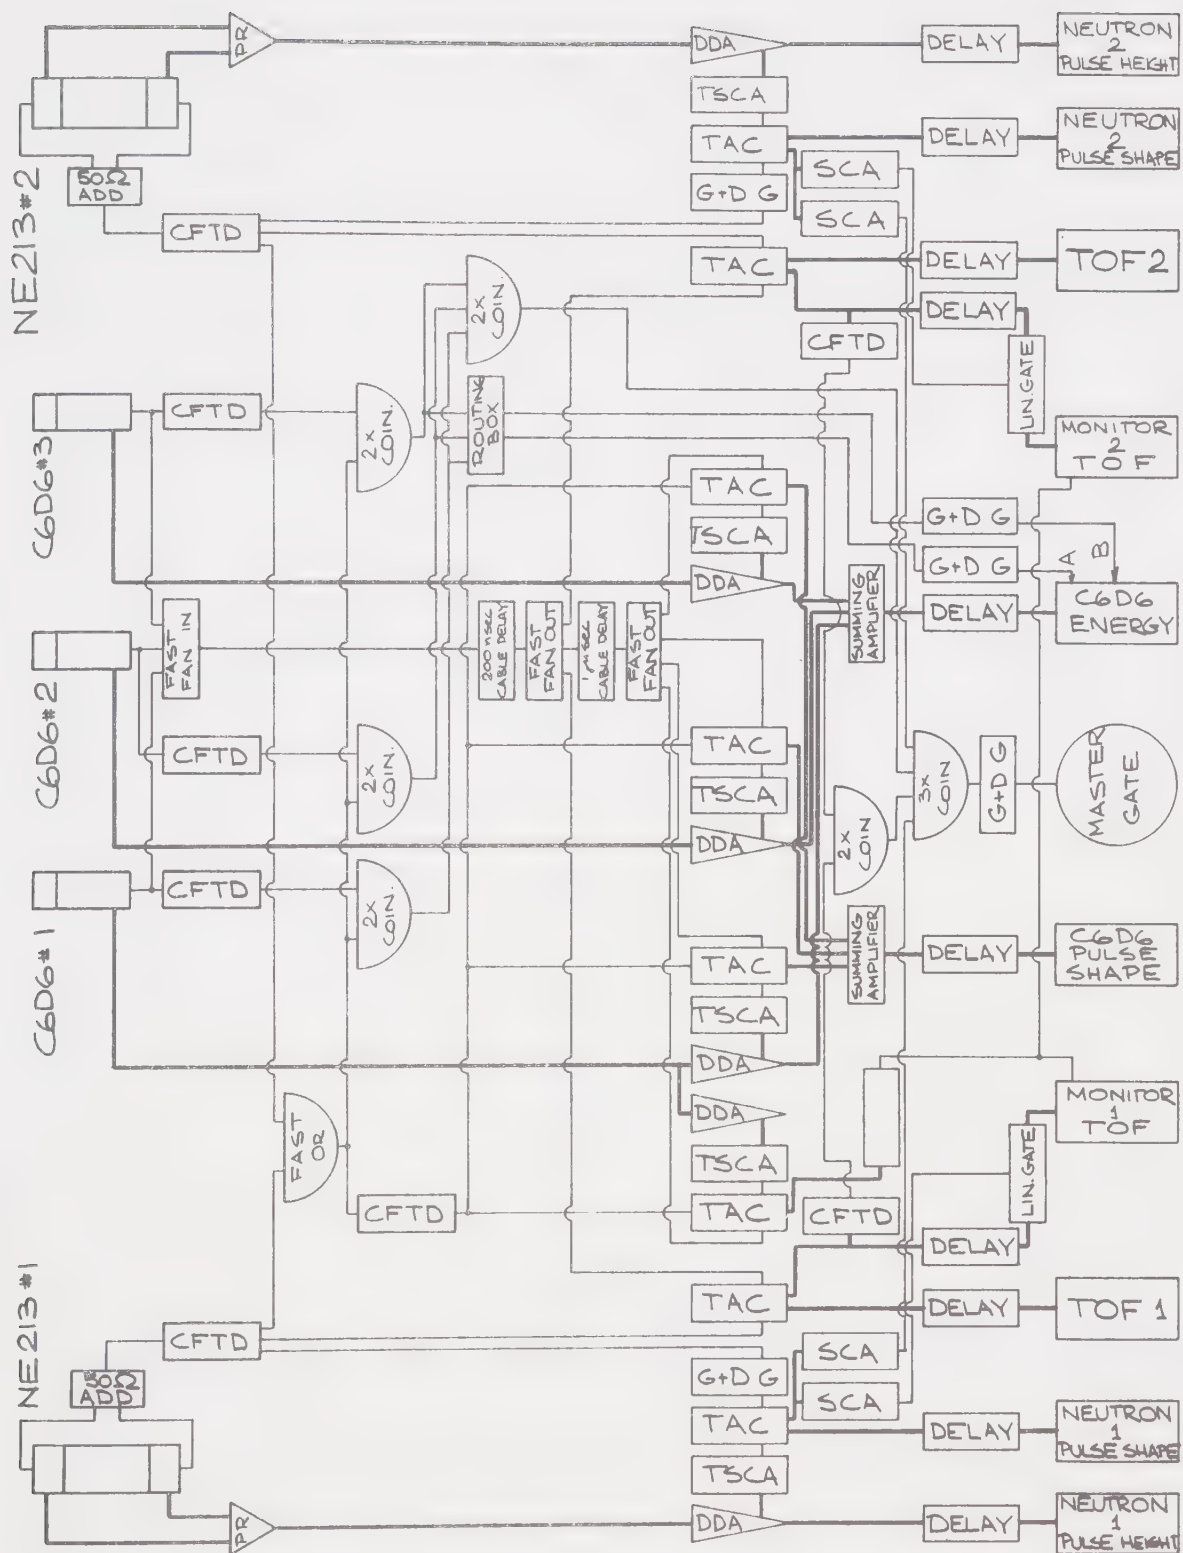 PR
DDA
DELAY
NEUTRON
2
PULSE HEIGHT
TSCA
NE213#2
50Ω
ADD
TAC
DELAY
NEUTRON
2
PULSE SHAPE
SCA
G+D G
SCA
CFTD
TAC
DELAY
TOF 2
2x
COIN
DELAY
CFTD
LIN. GATE
C6D6#3
CFTD
2x
COIN.
ROUTING
BOX
MONITOR
2
TOF
TAC
G+D G
B
TSCA
G+D G
A
DDA
SUMMING
AMPLIFIER
DELAY
C6D6
ENERGY
C6D6#2
FAST
FAN IN
200 nsec
CABLE DELAY
FAST
FAN OUT
1 μsec
CABLE DELAY
FAST
FAN OUT
CFTD
2x
COIN.
TAC
TSCA
DDA
2x
COIN
3x
COIN
G+D G
MASTER
GATE
C6D6#1
CFTD
2x
COIN.
TAC
SUMMING
AMPLIFIER
DELAY
C6D6
PULSE
SHAPE
TSCA
DDA
DDA
FAST
OR
TSCA
MONITOR
1
TOF
LIN. GATE
CFTD
TAC
CFTD
DELAY
NE213#1
CFTD
TAC
DELAY
TOF 1
50Ω
ADD
SCA
G+D G
SCA
TAC
DELAY
NEUTRON
1
PULSE SHAPE
TSCA
PR
DDA
DELAY
NEUTRON
1
PULSE HEIGHT